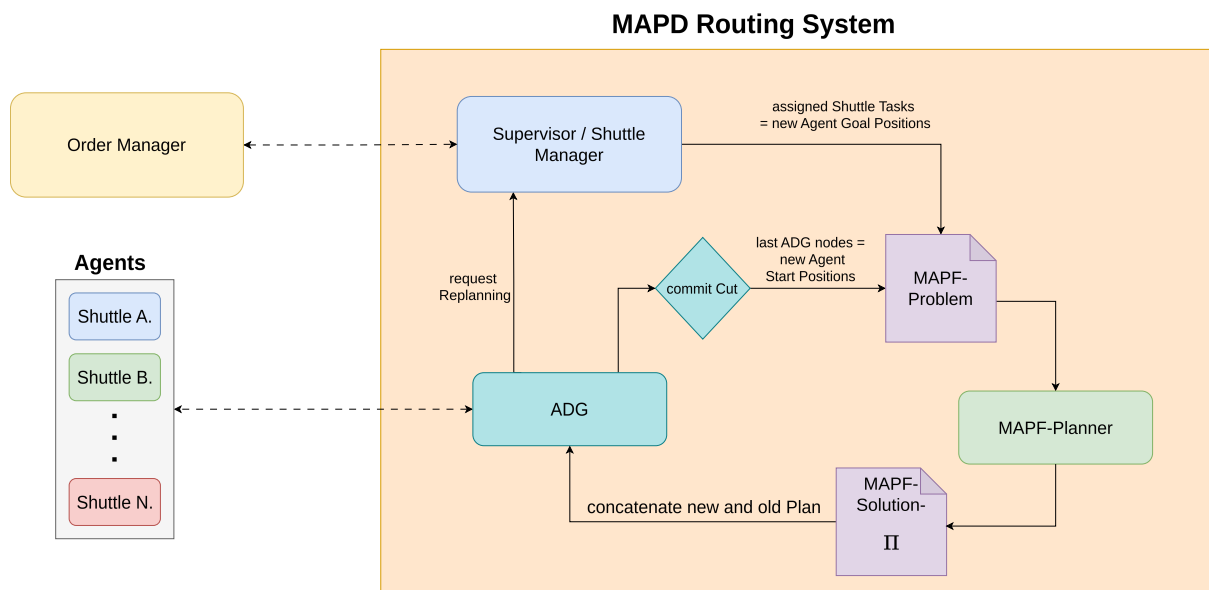 MAPD Routing System
Order Manager
Supervisor / Shuttle
Manager
assigned Shuttle Tasks
= new Agent Goal Positions
Agents
Shuttle A.
Shuttle B.
Shuttle N.
request
Replanning
commit Cut
last ADG nodes =
new Agent
Start Positions
MAPF-
Problem
ADG
MAPF-Planner
MAPF-
Solution-
Π
concatenate new and old Plan